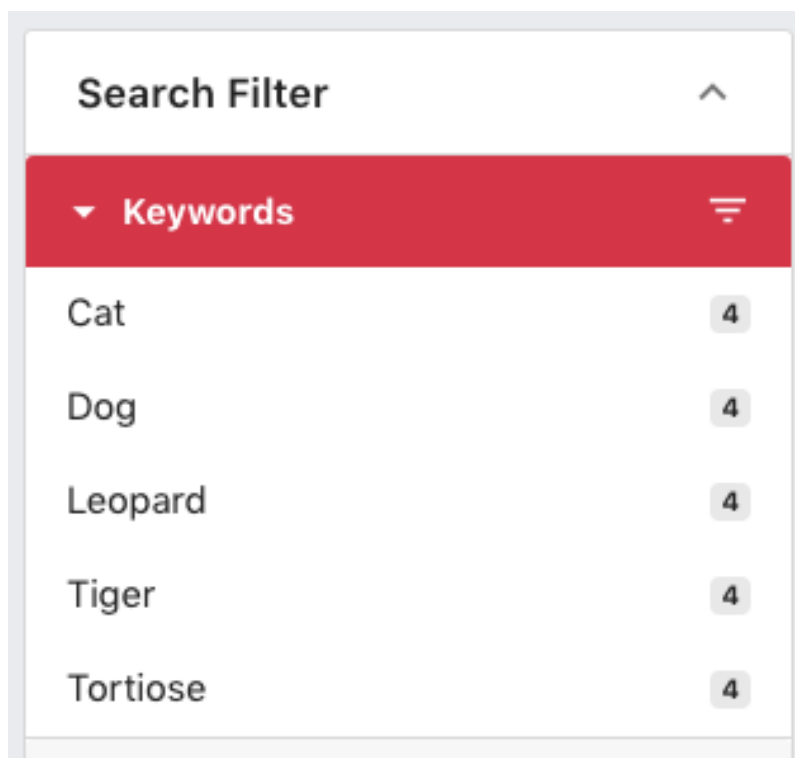 Search Filter
Keywords
Cat 4
Dog 4
Leopard 4
Tiger 4
Tortiose 4